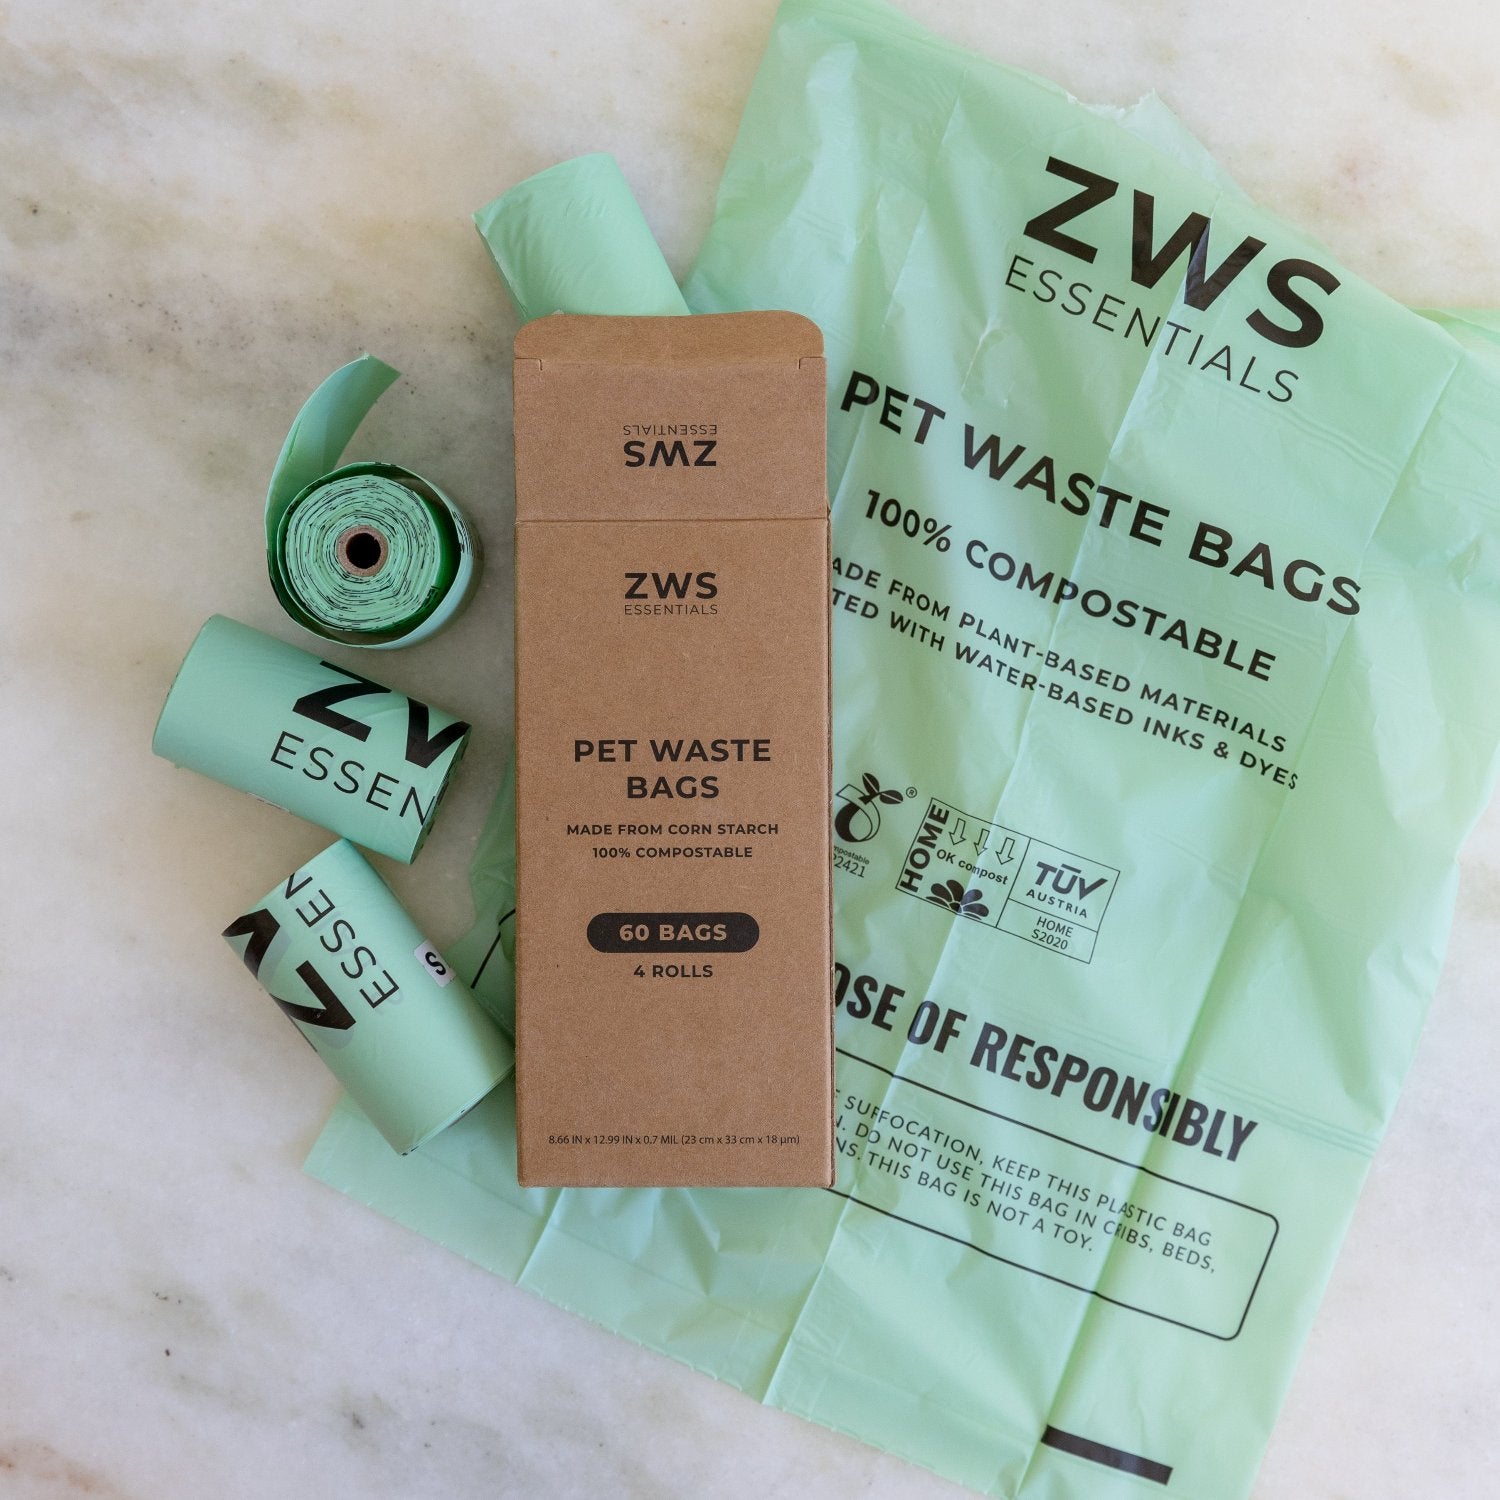 ZWS
ESSENTIALS
ZWS
ESSENTIALS
PET WASTE
BAGS
MADE FROM CORN STARCH
100% COMPOSTABLE
60 BAGS
4 ROLLS
8.66 IN x 12.99 IN x 0.7 MIL (23 cm x 33 cm x 18 µm)
ZW
ESSEN
ESSEN
S
ZWS
ESSENTIALS
PET WASTE BAGS
100% COMPOSTABLE
ADE FROM PLANT-BASED MATERIALS
TED WITH WATER-BASED INKS & DYES
®
mpostable
2421
HOME
OK compost
TÜV
AUSTRIA
HOME
S2020
OSE OF RESPONSIBLY
SUFFOCATION, KEEP THIS PLASTIC BAG
N. DO NOT USE THIS BAG IN CRIBS, BEDS,
NS. THIS BAG IS NOT A TOY.